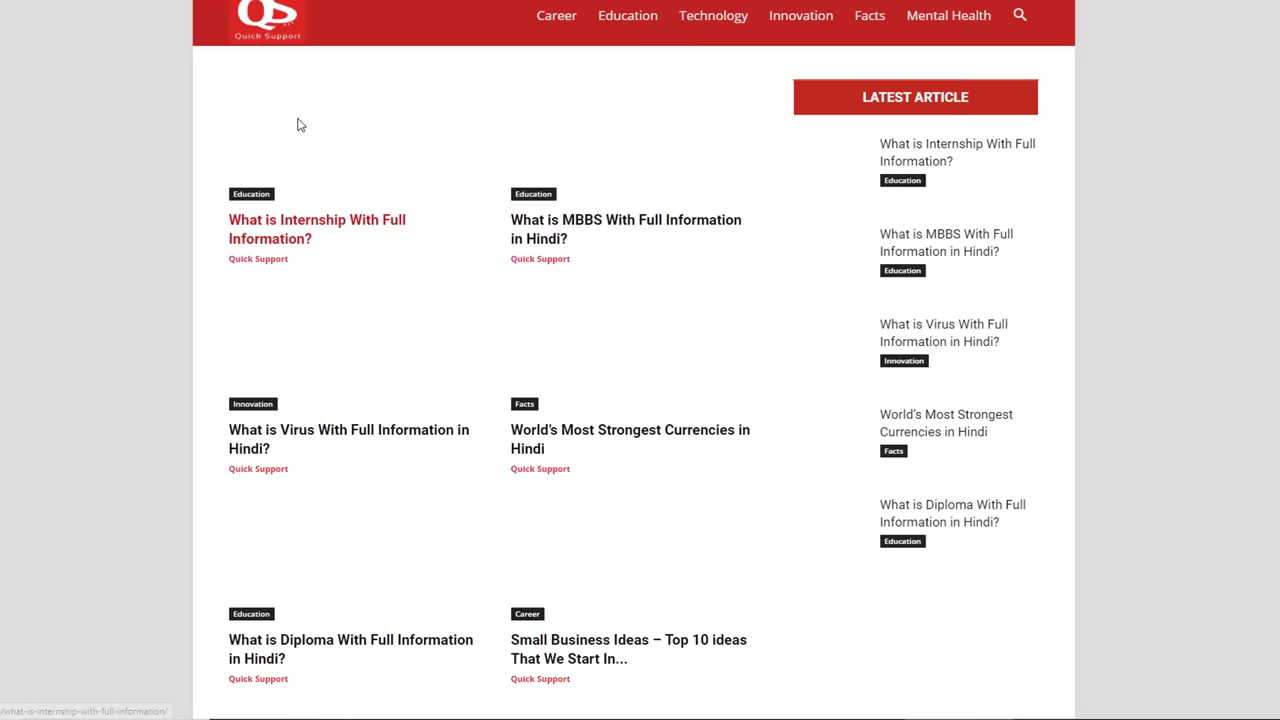 QS
Quick Support
Career Education Technology Innovation Facts Mental Health
Education
What is Internship With Full
Information?
Quick Support
Education
What is MBBS With Full Information
in Hindi?
Quick Support
Innovation
What is Virus With Full Information in
Hindi?
Quick Support
Facts
World’s Most Strongest Currencies in
Hindi
Quick Support
Education
What is Diploma With Full Information
in Hindi?
Quick Support
Career
Small Business Ideas – Top 10 ideas
That We Start In...
Quick Support
LATEST ARTICLE
What is Internship With Full
Information?
Education
What is MBBS With Full
Information in Hindi?
Education
What is Virus With Full
Information in Hindi?
Innovation
World’s Most Strongest
Currencies in Hindi
Facts
What is Diploma With Full
Information in Hindi?
Education
/what-is-internship-with-full-information/